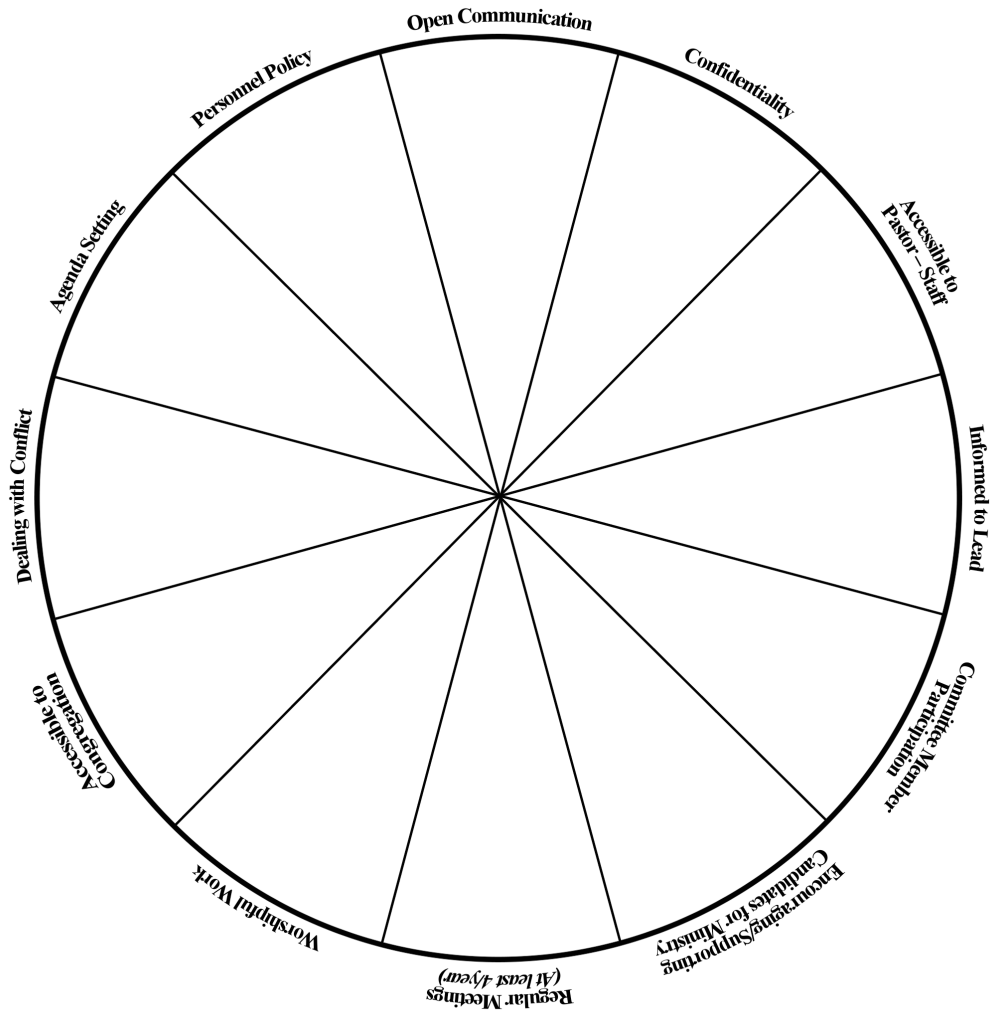 Open Communication
Confidentiality
Accessible to
Pastor – Staff
Informed to Lead
Committee Member
Participation
Encouraging/Supporting
Candidates for Ministry
Regular Meetings
(At least 4/year)
Worshipful Work
Accessible to
Congregation
Dealing with Conflict
Agenda Setting
Personnel Policy